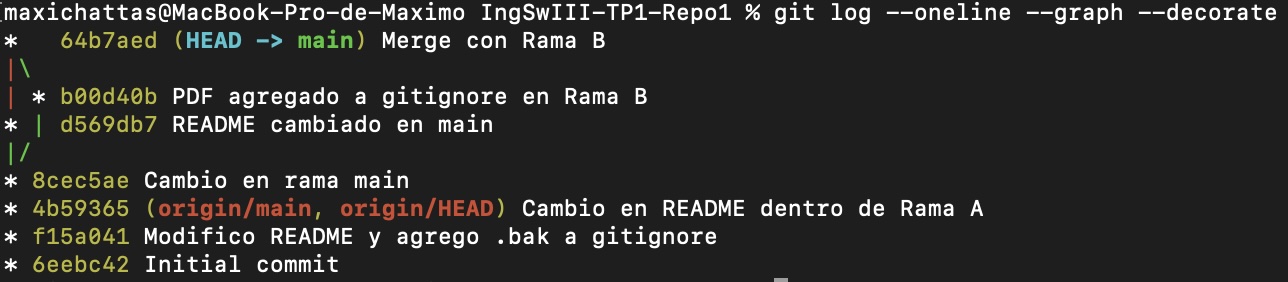 maxichattas@MacBook-Pro-de-Maximo IngSwIII-TP1-Repo1 % git log --oneline --graph --decorate
*   64b7aed (HEAD -> main) Merge con Rama B
|\
| * b00d40b PDF agregado a gitignore en Rama B
* | d569db7 README cambiado en main
|/
* 8cec5ae Cambio en rama main
* 4b59365 (origin/main, origin/HEAD) Cambio en README dentro de Rama A
* f15a041 Modifico README y agrego .bak a gitignore
* 6eebc42 Initial commit